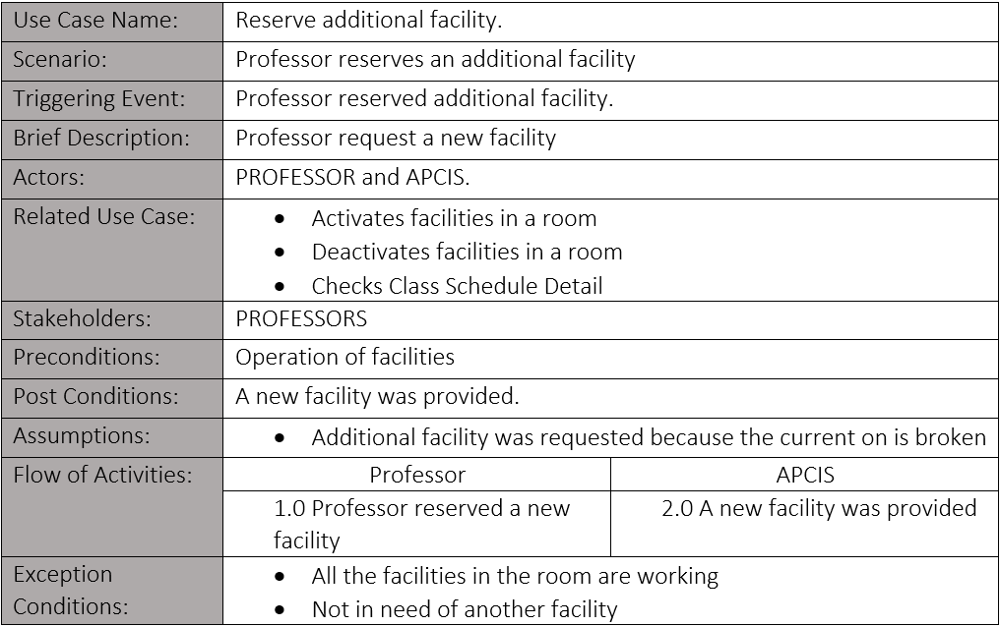 Use Case Name: Reserve additional facility.
Scenario: Professor reserves an additional facility
Triggering Event: Professor reserved additional facility.
Brief Description: Professor request a new facility
Actors: PROFESSOR and APCIS.
Related Use Case:
• Activates facilities in a room
• Deactivates facilities in a room
• Checks Class Schedule Detail
Stakeholders: PROFESSORS
Preconditions: Operation of facilities
Post Conditions: A new facility was provided.
Assumptions: • Additional facility was requested because the current on is broken
Flow of Activities: Professor APCIS
1.0 Professor reserved a new
facility
2.0 A new facility was provided
Exception
Conditions:
• All the facilities in the room are working
• Not in need of another facility